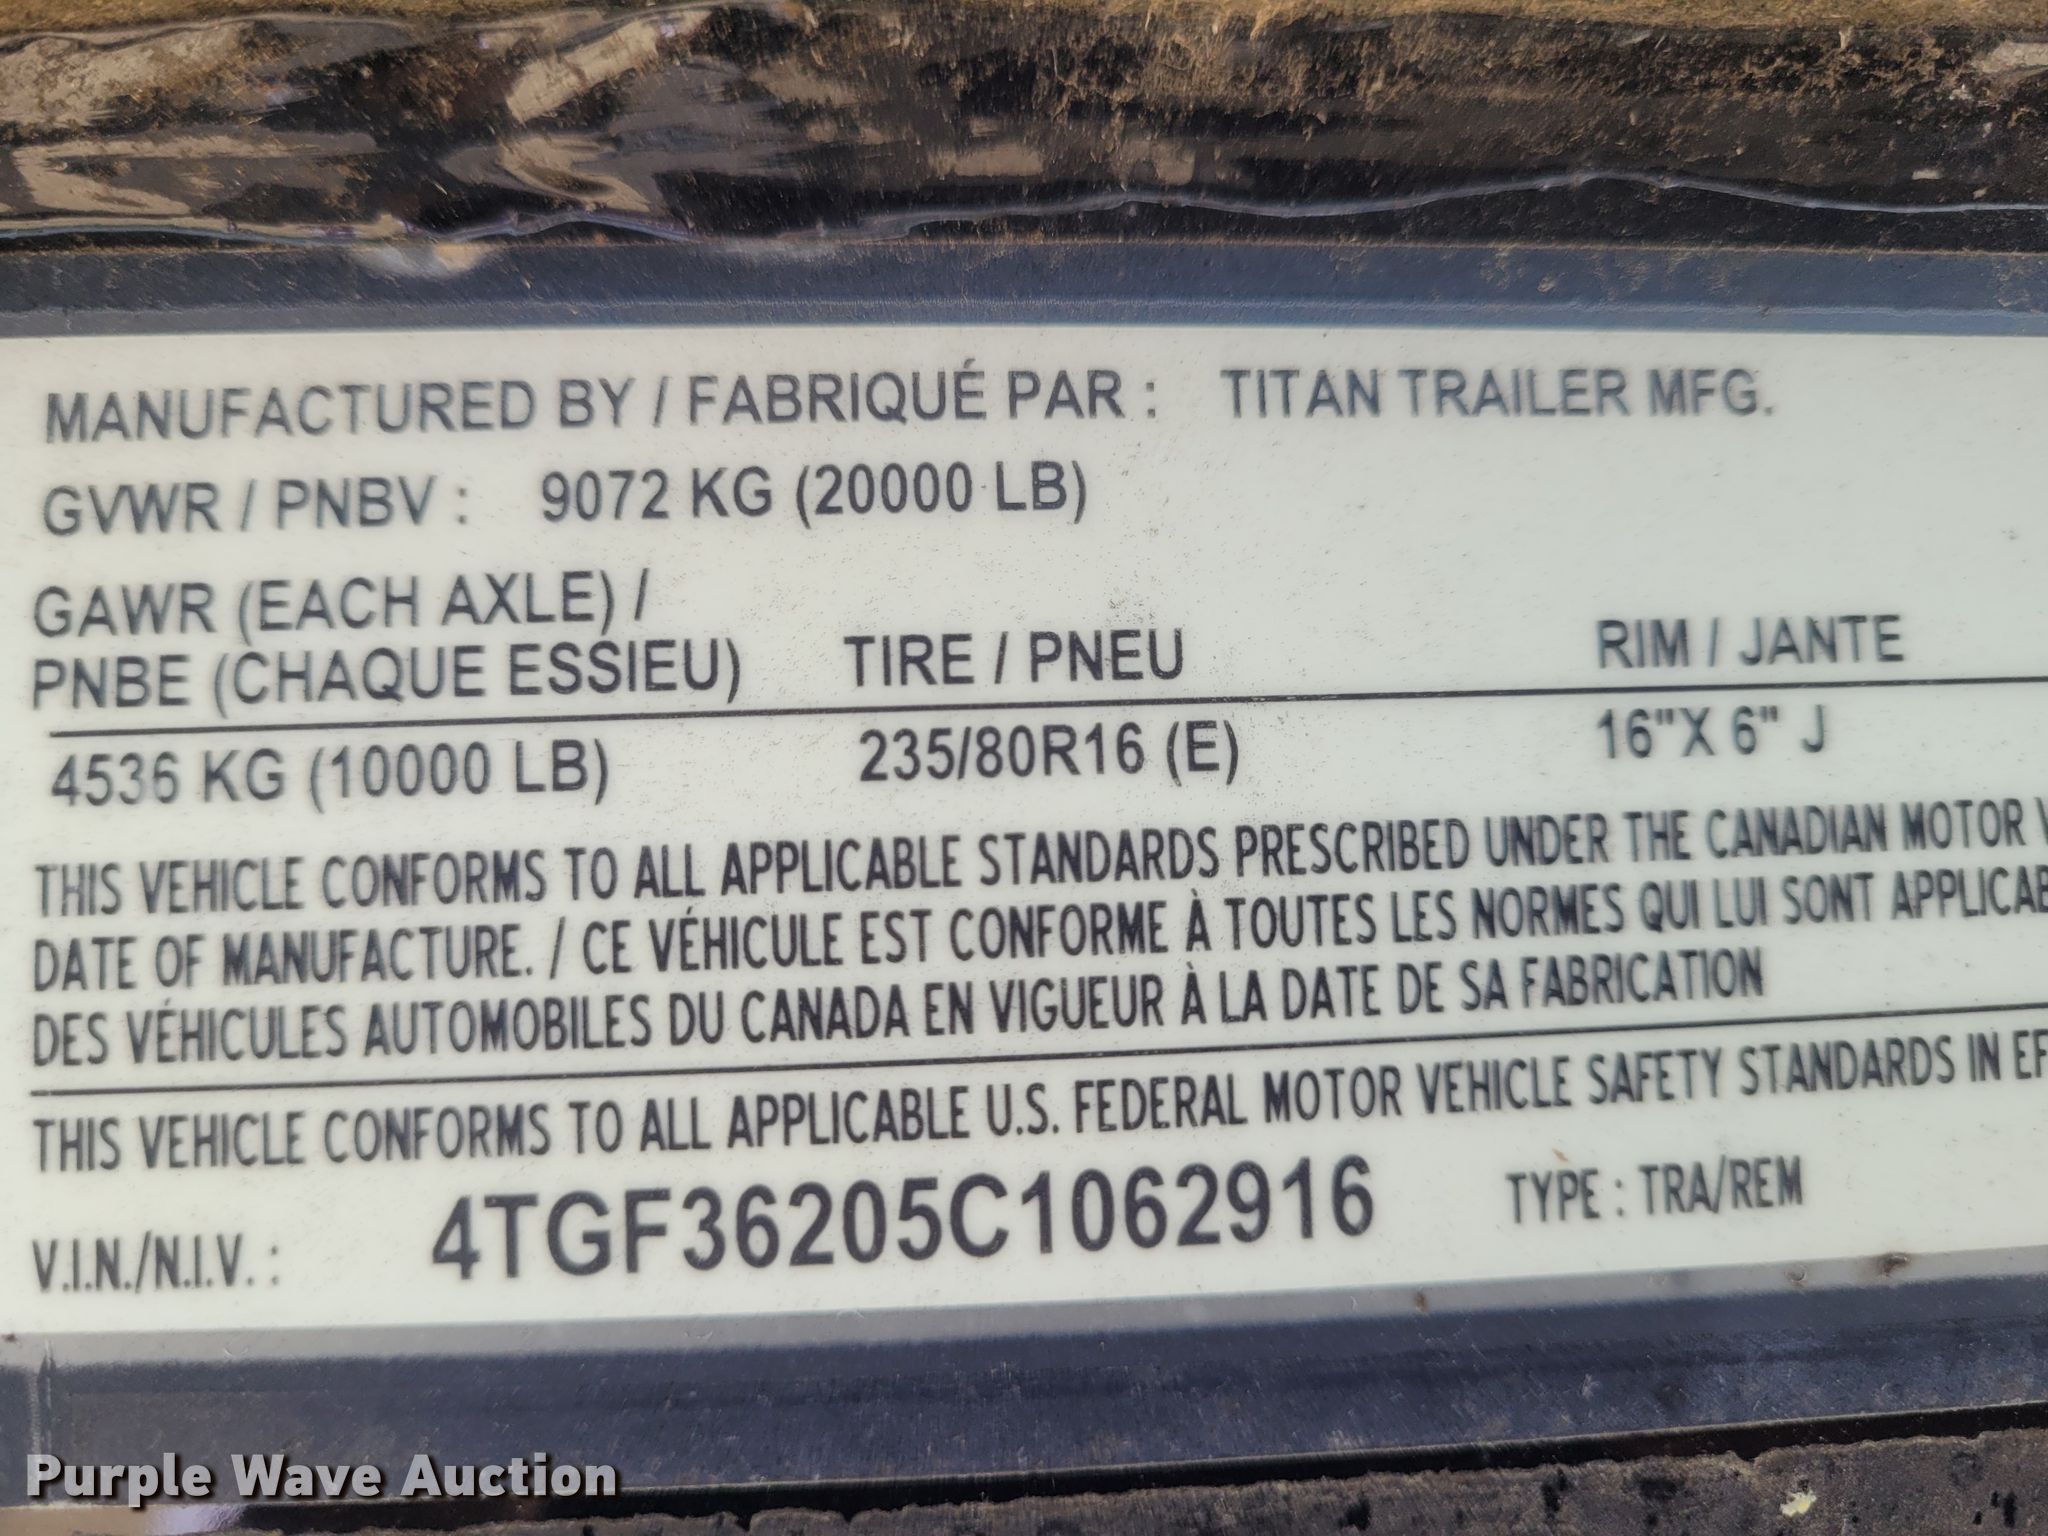 MANUFACTURED BY / FABRIQUÉ PAR : TITAN TRAILER MFG.
GVWR / PNBV : 9072 KG (20000 LB)
GAWR (EACH AXLE) /
PNBE (CHAQUE ESSIEU) TIRE / PNEU RIM / JANTE
4536 KG (10000 LB) 235/80R16 (E) 16"X 6" J
THIS VEHICLE CONFORMS TO ALL APPLICABLE STANDARDS PRESCRIBED UNDER THE CANADIAN MOTOR
DATE OF MANUFACTURE. / CE VÉHICULE EST CONFORME À TOUTES LES NORMES QUI LUI SONT APPLICAB
DES VÉHICULES AUTOMOBILES DU CANADA EN VIGUEUR À LA DATE DE SA FABRICATION
THIS VEHICLE CONFORMS TO ALL APPLICABLE U.S. FEDERAL MOTOR VEHICLE SAFETY STANDARDS IN EF
V.I.N./N.I.V. : 4TGF36205C1062916 TYPE : TRA/REM
Purple Wave Auction